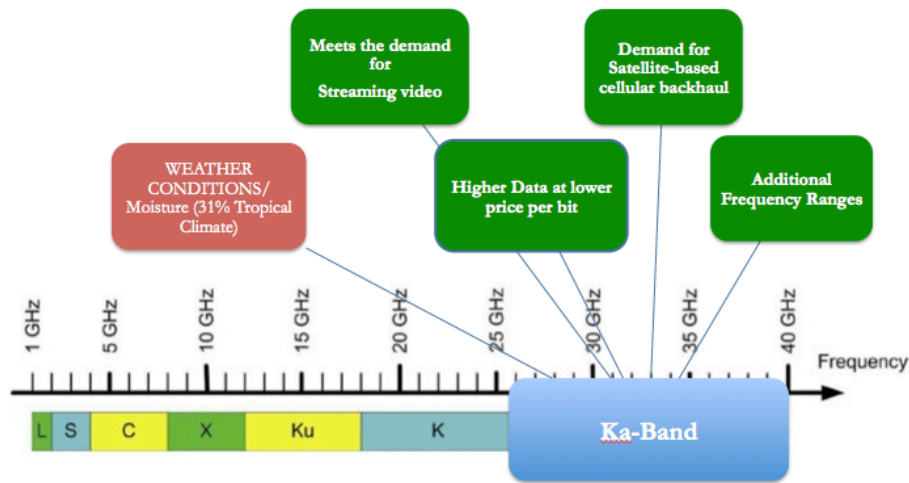 Meets the demand
for
Streaming video
Demand for
Satellite-based
cellular backhaul
WEATHER
CONDITIONS/
Moisture (31% Tropical
Climate)
Higher Data at lower
price per bit
Additional
Frequency Ranges
1 GHz
5 GHz
10 GHz
15 GHz
20 GHz
25 GHz
30 GHz
35 GHz
40 GHz
Frequency
L S C X Ku K Ka-Band